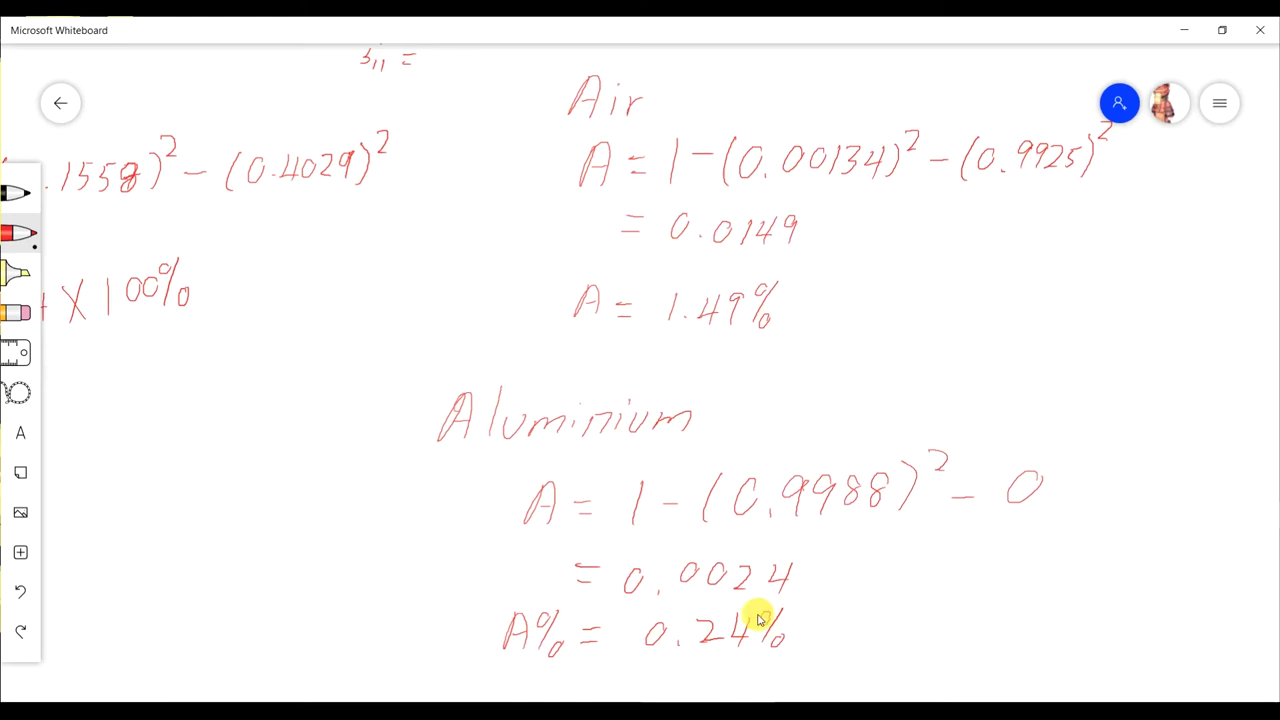 Microsoft Whiteboard
S₁₁ =
.1558)² - (0.4029)²
X 100%
Air
A = 1 - (0.00134)² - (0.9925)²
= 0.0149
A = 1.49%
Aluminium
A = 1 - (0.9988)² - 0
= 0.0024
A% = 0.24%
A